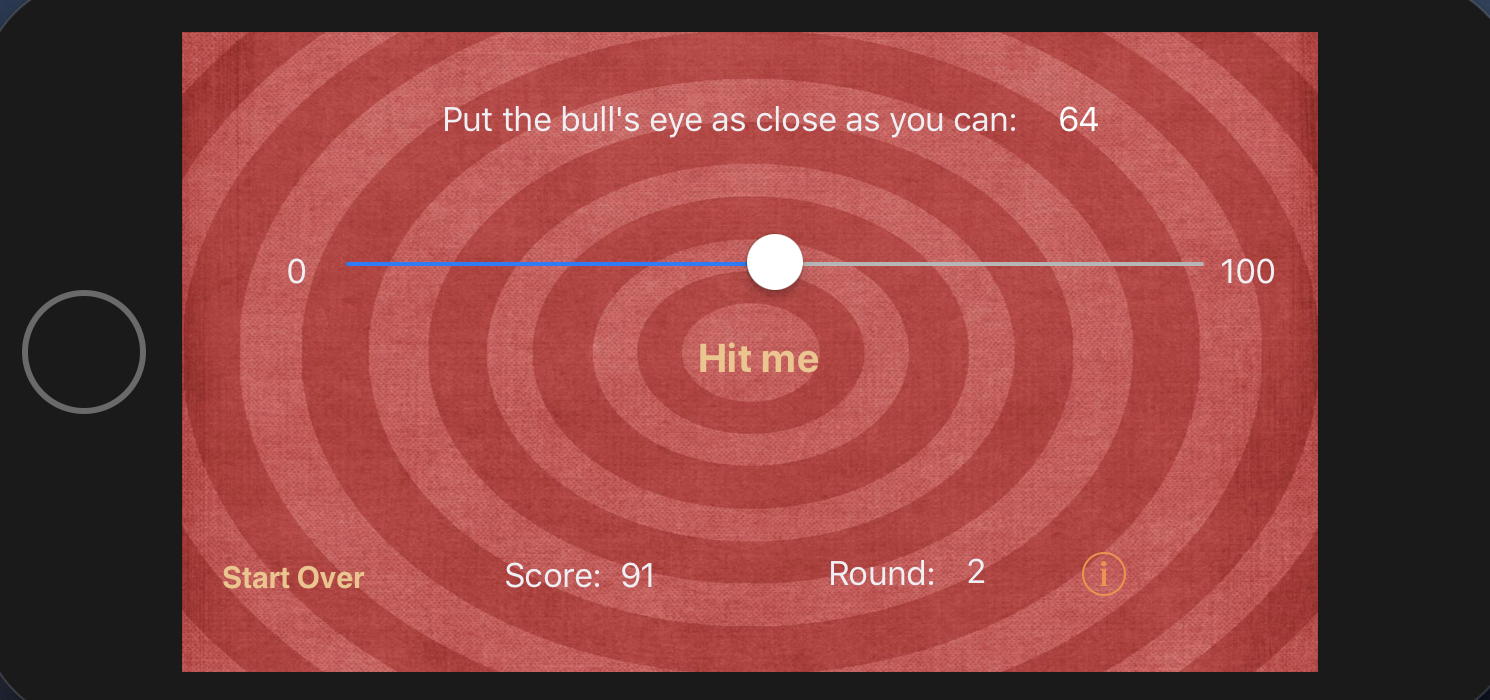 Put the bull's eye as close as you can: 64
0 100
Hit me
Start Over Score: 91 Round: 2 i